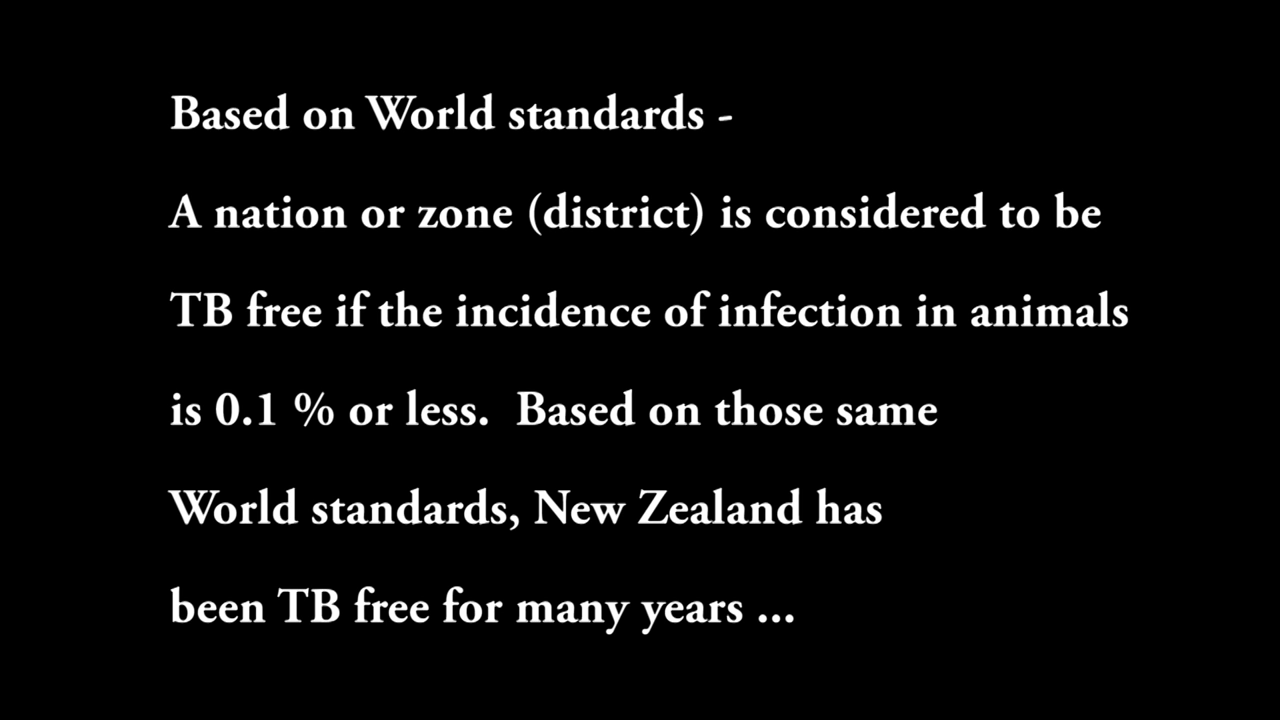 Based on World standards -
A nation or zone (district) is considered to be
TB free if the incidence of infection in animals
is 0.1 % or less.  Based on those same
World standards, New Zealand has
been TB free for many years ...